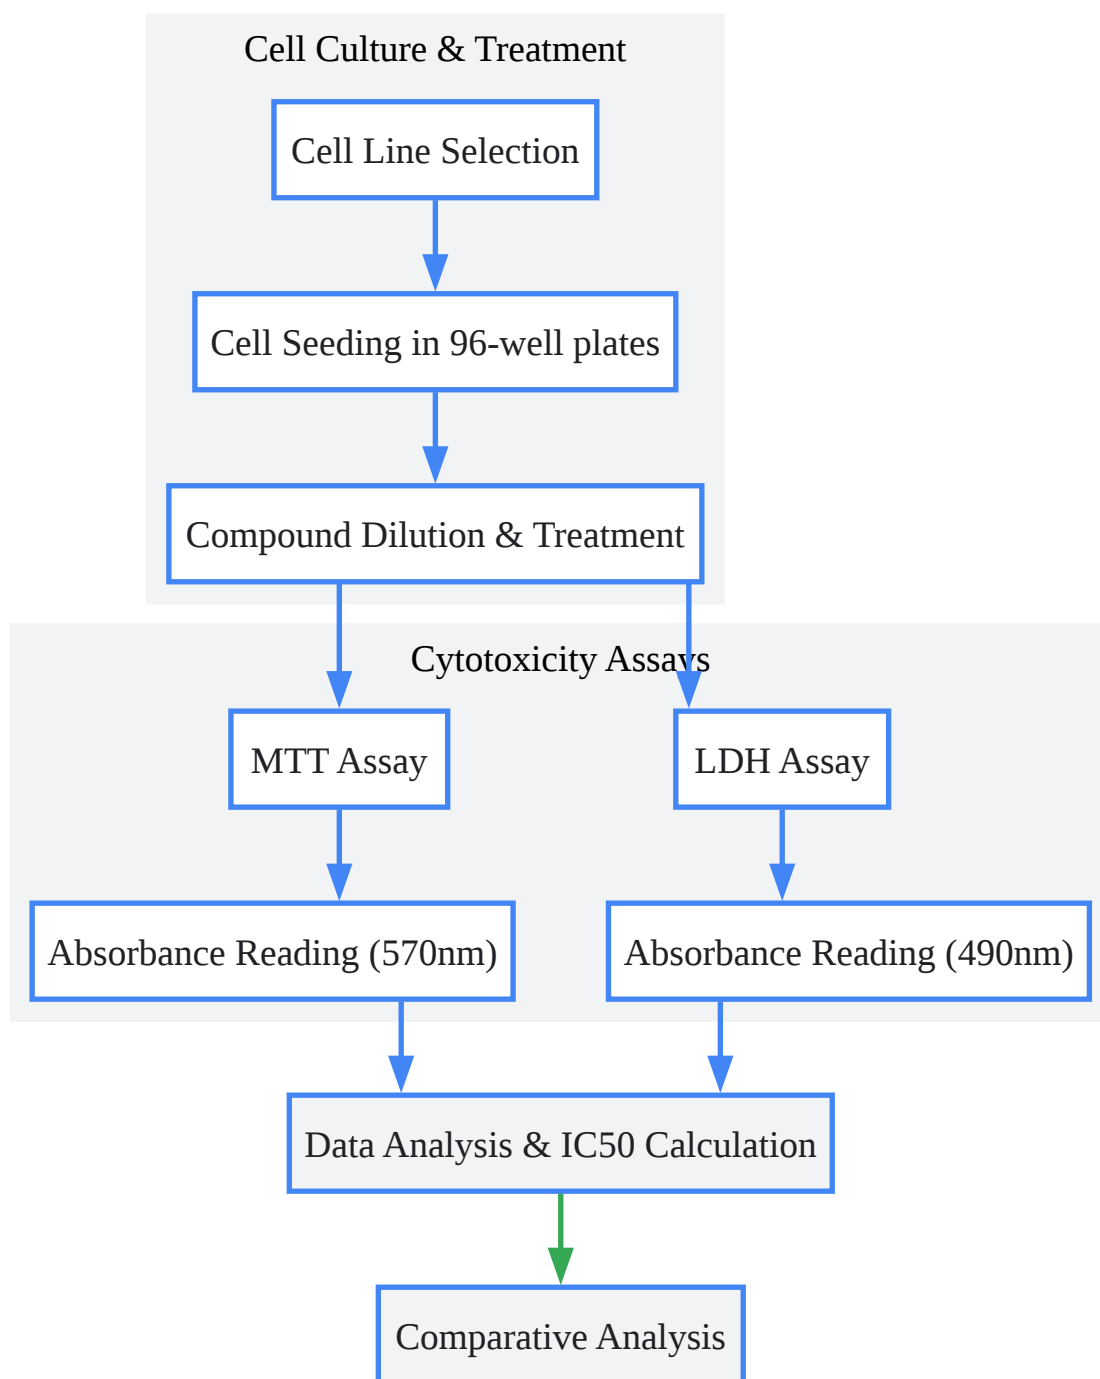 Cell Culture & Treatment
Cell Line Selection
Cell Seeding in 96-well plates
Compound Dilution & Treatment
Cytotoxicity Assays
MTT Assay
LDH Assay
Absorbance Reading (570nm)
Absorbance Reading (490nm)
Data Analysis & IC50 Calculation
Comparative Analysis